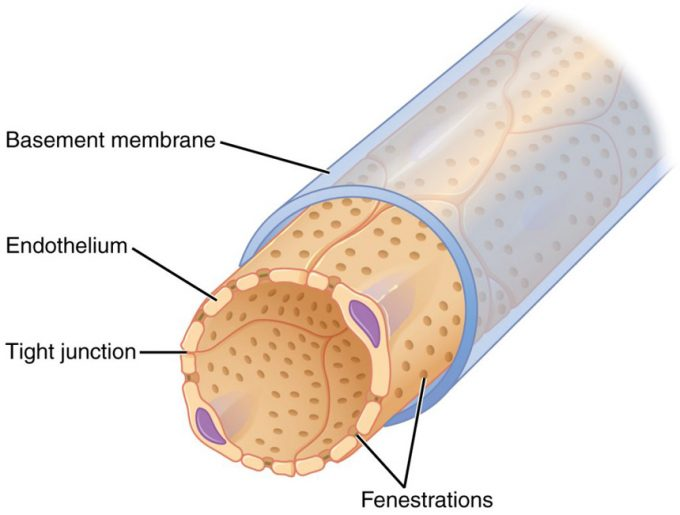 Basement membrane
Endothelium
Tight junction
Fenestrations